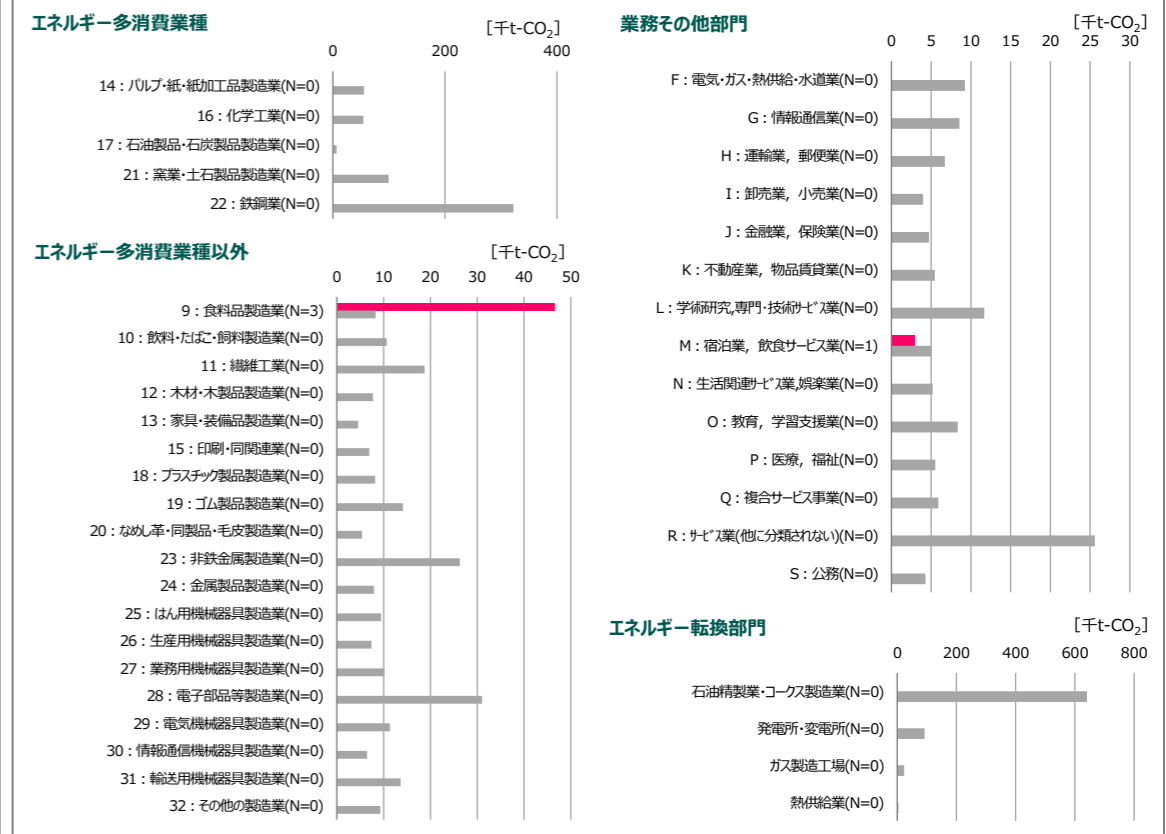 エネルギー多消費業種
[千t-CO2]
0 200 400
14：パルプ・紙・紙加工品製造業(N=0)
16：化学工業(N=0)
17：石油製品・石炭製品製造業(N=0)
21：窯業・土石製品製造業(N=0)
22：鉄鋼業(N=0)
エネルギー多消費業種以外
[千t-CO2]
0 10 20 30 40 50
9：食料品製造業(N=3)
10：飲料・たばこ・飼料製造業(N=0)
11：繊維工業(N=0)
12：木材・木製品製造業(N=0)
13：家具・装備品製造業(N=0)
15：印刷・同関連業(N=0)
18：プラスチック製品製造業(N=0)
19：ゴム製品製造業(N=0)
20：なめし革・同製品・毛皮製造業(N=0)
23：非鉄金属製造業(N=0)
24：金属製品製造業(N=0)
25：はん用機械器具製造業(N=0)
26：生産用機械器具製造業(N=0)
27：業務用機械器具製造業(N=0)
28：電子部品等製造業(N=0)
29：電気機械器具製造業(N=0)
30：情報通信機械器具製造業(N=0)
31：輸送用機械器具製造業(N=0)
32：その他の製造業(N=0)
業務その他部門
[千t-CO2]
0 5 10 15 20 25 30
F：電気・ガス・熱供給・水道業(N=0)
G：情報通信業(N=0)
H：運輸業，郵便業(N=0)
I：卸売業，小売業(N=0)
J：金融業，保険業(N=0)
K：不動産業，物品賃貸業(N=0)
L：学術研究,専門・技術ｻｰﾋﾞｽ業(N=0)
M：宿泊業，飲食サービス業(N=1)
N：生活関連ｻｰﾋﾞｽ業,娯楽業(N=0)
O：教育，学習支援業(N=0)
P：医療，福祉(N=0)
Q：複合サービス事業(N=0)
R：ｻｰﾋﾞｽ業(他に分類されない)(N=0)
S：公務(N=0)
エネルギー転換部門
[千t-CO2]
0 200 400 600 800
石油精製業・コークス製造業(N=0)
発電所・変電所(N=0)
ガス製造工場(N=0)
熱供給業(N=0)